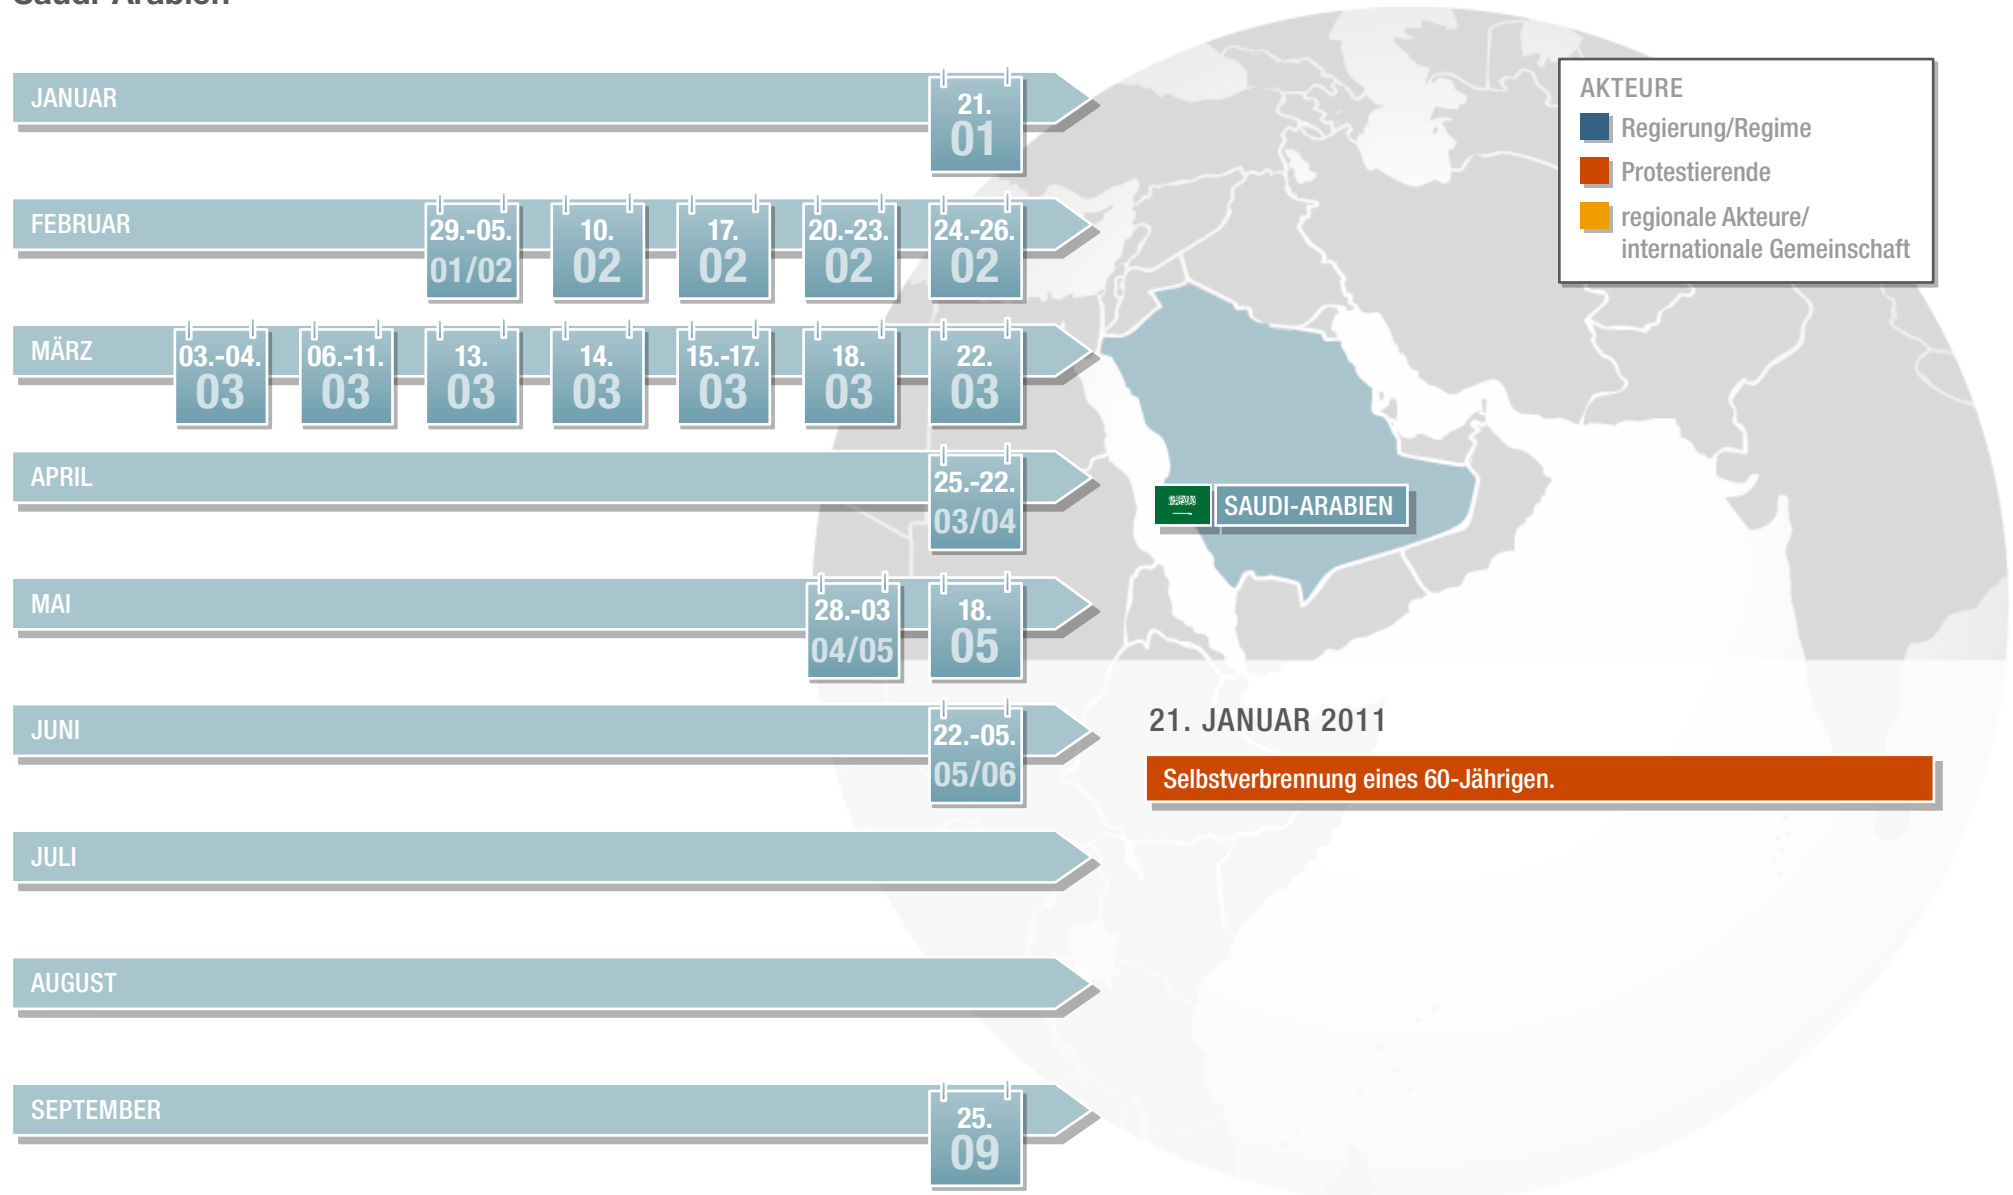 Saudi-Arabien
JANUAR
21.
01
FEBRUAR
29.-05.
01/02
10.
02
17.
02
20.-23.
02
24.-26.
02
MÄRZ
03.-04.
03
06.-11.
03
13.
03
14.
03
15.-17.
03
18.
03
22.
03
APRIL
25.-22.
03/04
MAI
28.-03
04/05
18.
05
JUNI
22.-05.
05/06
JULI
AUGUST
SEPTEMBER
25.
09
AKTEURE
Regierung/Regime
Protestierende
regionale Akteure/
internationale Gemeinschaft
SAUDI-ARABIEN
21. JANUAR 2011
Selbstverbrennung eines 60-Jährigen.